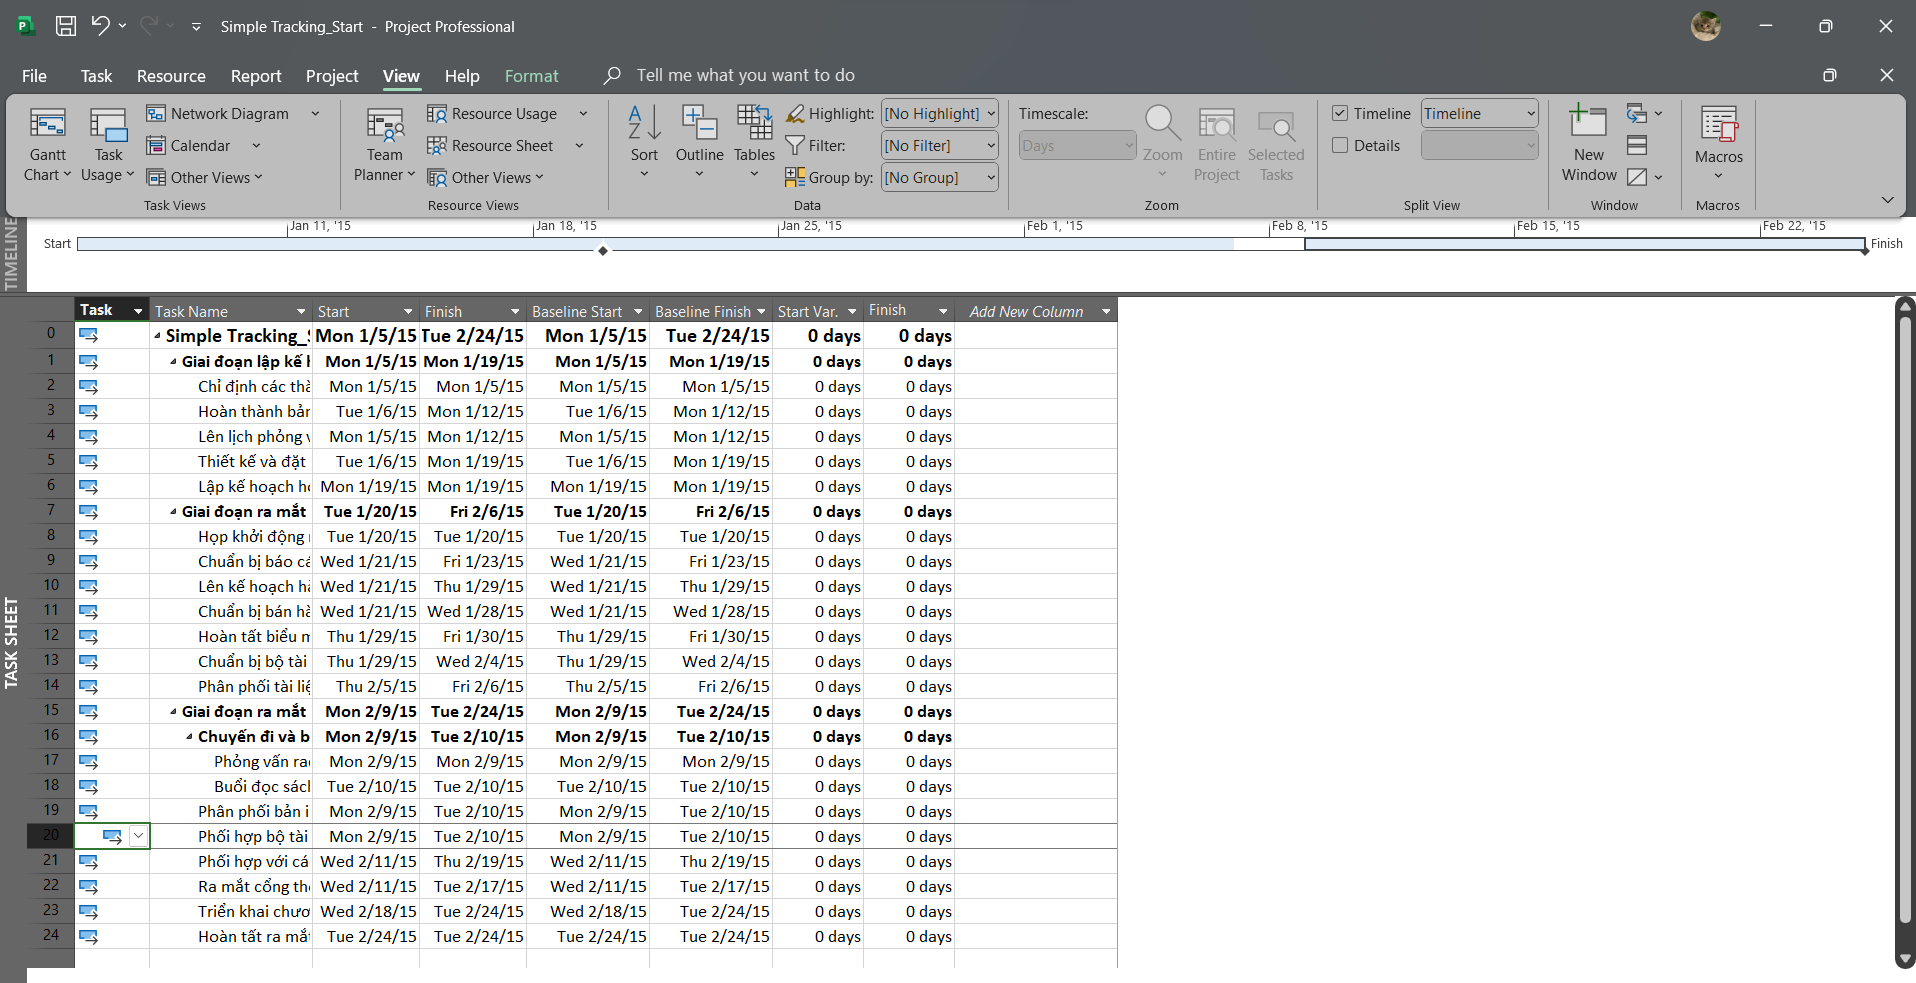 Simple Tracking_Start - Project Professional
File Task Resource Report Project View Help Format Tell me what you want to do
Gantt Chart
Task Usage
Network Diagram
Calendar
Other Views
Task Views
Team Planner
Resource Usage
Resource Sheet
Other Views
Resource Views
Sort
Outline
Tables
Highlight: [No Highlight]
Filter: [No Filter]
Group by: [No Group]
Data
Timescale:
Days
Zoom
Entire Project
Selected Tasks
Zoom
Timeline Timeline
Details
Split View
New Window
Window
Macros
Macros
TIMELINE
Start
Jan 11, '15 Jan 18, '15 Jan 25, '15 Feb 1, '15 Feb 8, '15 Feb 15, '15 Feb 22, '15
Finish
TASK SHEET
Task Task Name Start Finish Baseline Start Baseline Finish Start Var. Finish Add New Column
0 Simple Tracking_ Mon 1/5/15 Tue 2/24/15 Mon 1/5/15 Tue 2/24/15 0 days 0 days
1 Giai đoạn lập kế Mon 1/5/15 Mon 1/19/15 Mon 1/5/15 Mon 1/19/15 0 days 0 days
2 Chỉ định các Mon 1/5/15 Mon 1/5/15 Mon 1/5/15 Mon 1/5/15 0 days 0 days
3 Hoàn thành Tue 1/6/15 Mon 1/12/15 Tue 1/6/15 Mon 1/12/15 0 days 0 days
4 Lên lịch phỏng Mon 1/5/15 Mon 1/12/15 Mon 1/5/15 Mon 1/12/15 0 days 0 days
5 Thiết kế và đặt Tue 1/6/15 Mon 1/19/15 Tue 1/6/15 Mon 1/19/15 0 days 0 days
6 Lập kế hoạch Mon 1/19/15 Mon 1/19/15 Mon 1/19/15 Mon 1/19/15 0 days 0 days
7 Giai đoạn ra mắt Tue 1/20/15 Fri 2/6/15 Tue 1/20/15 Fri 2/6/15 0 days 0 days
8 Họp khởi động Tue 1/20/15 Tue 1/20/15 Tue 1/20/15 Tue 1/20/15 0 days 0 days
9 Chuẩn bị báo Wed 1/21/15 Fri 1/23/15 Wed 1/21/15 Fri 1/23/15 0 days 0 days
10 Lên kế hoạch Wed 1/21/15 Thu 1/29/15 Wed 1/21/15 Thu 1/29/15 0 days 0 days
11 Chuẩn bị bán Wed 1/21/15 Wed 1/28/15 Wed 1/21/15 Wed 1/28/15 0 days 0 days
12 Hoàn tất biểu Thu 1/29/15 Fri 1/30/15 Thu 1/29/15 Fri 1/30/15 0 days 0 days
13 Chuẩn bị bộ tài Thu 1/29/15 Wed 2/4/15 Thu 1/29/15 Wed 2/4/15 0 days 0 days
14 Phân phối tài Thu 2/5/15 Fri 2/6/15 Thu 2/5/15 Fri 2/6/15 0 days 0 days
15 Giai đoạn ra mắt Mon 2/9/15 Tue 2/24/15 Mon 2/9/15 Tue 2/24/15 0 days 0 days
16 Chuyến đi và b Mon 2/9/15 Tue 2/10/15 Mon 2/9/15 Tue 2/10/15 0 days 0 days
17 Phỏng vấn Mon 2/9/15 Mon 2/9/15 Mon 2/9/15 Mon 2/9/15 0 days 0 days
18 Buổi đọc sách Tue 2/10/15 Tue 2/10/15 Tue 2/10/15 Tue 2/10/15 0 days 0 days
19 Phân phối bản i Mon 2/9/15 Tue 2/10/15 Mon 2/9/15 Tue 2/10/15 0 days 0 days
20 Phối hợp bộ tài Mon 2/9/15 Tue 2/10/15 Mon 2/9/15 Tue 2/10/15 0 days 0 days
21 Phối hợp với cá Wed 2/11/15 Thu 2/19/15 Wed 2/11/15 Thu 2/19/15 0 days 0 days
22 Ra mắt cổng Wed 2/11/15 Tue 2/17/15 Wed 2/11/15 Tue 2/17/15 0 days 0 days
23 Triển khai chươ Wed 2/18/15 Tue 2/24/15 Wed 2/18/15 Tue 2/24/15 0 days 0 days
24 Hoàn tất ra Tue 2/24/15 Tue 2/24/15 Tue 2/24/15 Tue 2/24/15 0 days 0 days